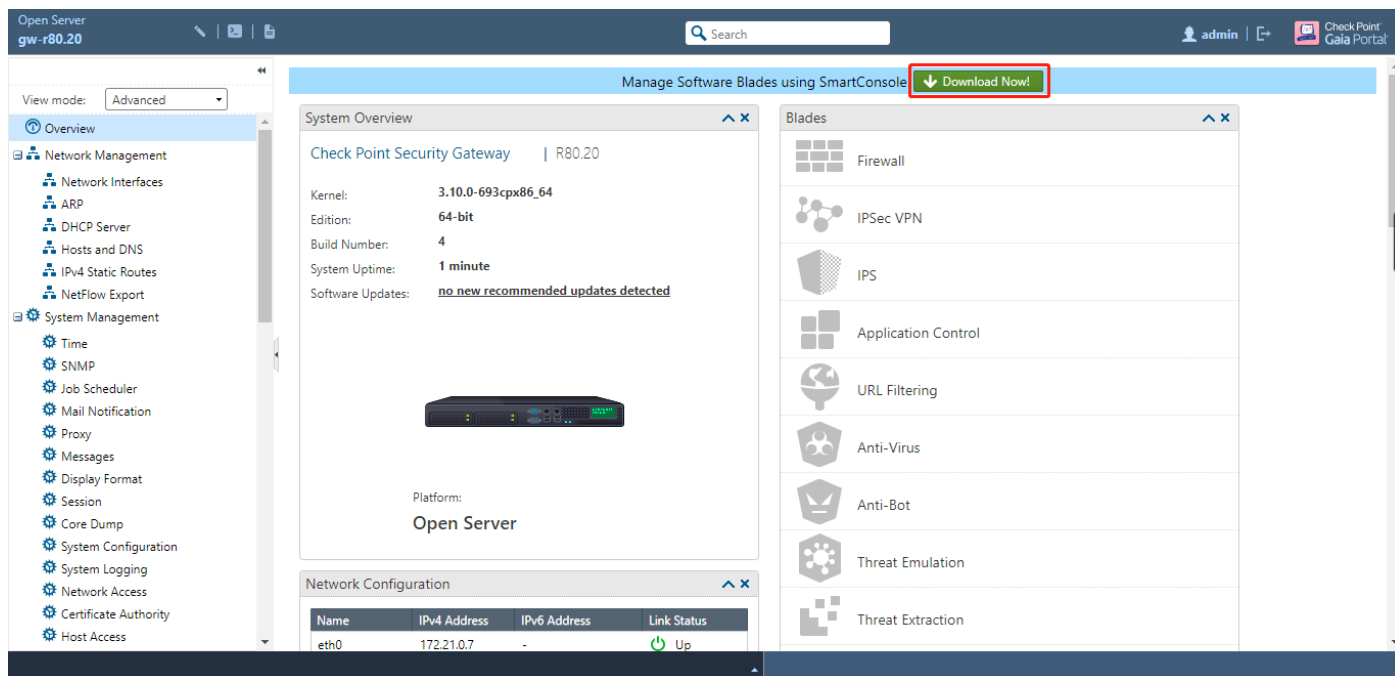 Open Server
gw-r80.20
Search
admin
Check Point
Gaia Portal
View mode: Advanced
Overview
Network Management
Network Interfaces
ARP
DHCP Server
Hosts and DNS
IPv4 Static Routes
NetFlow Export
System Management
Time
SNMP
Job Scheduler
Mail Notification
Proxy
Messages
Display Format
Session
Core Dump
System Configuration
System Logging
Network Access
Certificate Authority
Host Access
Manage Software Blades using SmartConsole Download Now!
System Overview
Check Point Security Gateway | R80.20
Kernel: 3.10.0-693cpx86_64
Edition: 64-bit
Build Number: 4
System Uptime: 1 minute
Software Updates: no new recommended updates detected
Platform:
Open Server
Network Configuration
Name IPv4 Address IPv6 Address Link Status
eth0 172.21.0.7 - Up
Blades
Firewall
IPSec VPN
IPS
Application Control
URL Filtering
Anti-Virus
Anti-Bot
Threat Emulation
Threat Extraction